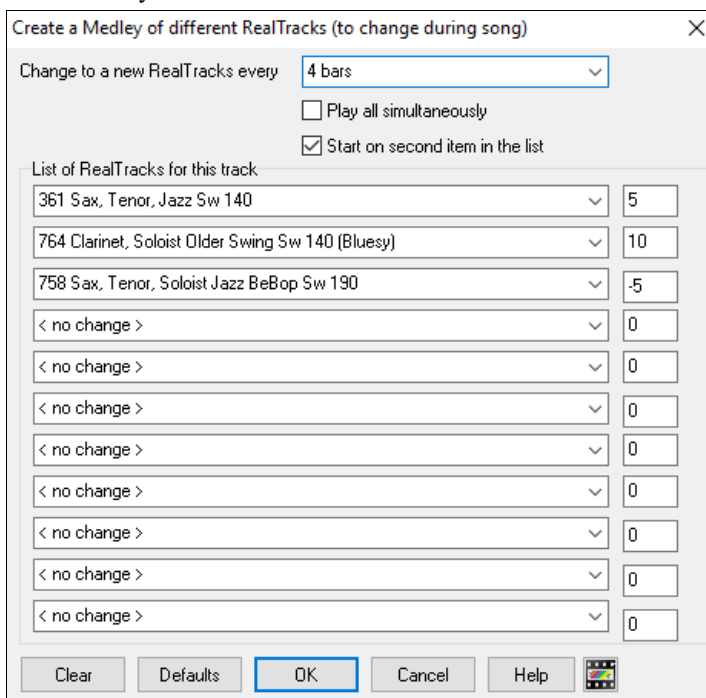 Create a Medley of different RealTracks (to change during song)
Change to a new RealTracks every 4 bars
Play all simultaneously
Start on second item in the list
List of RealTracks for this track
361 Sax, Tenor, Jazz Sw 140 5
764 Clarinet, Soloist Older Swing Sw 140 (Bluesy) 10
758 Sax, Tenor, Soloist Jazz BeBop Sw 190 -5
< no change > 0
< no change > 0
< no change > 0
< no change > 0
< no change > 0
< no change > 0
< no change > 0
< no change > 0
Clear Defaults OK Cancel Help